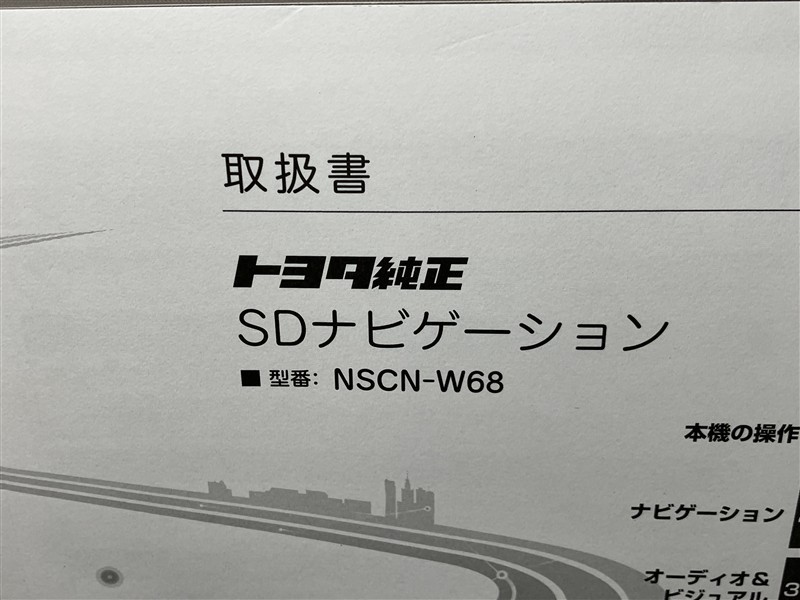 取扱書
トヨタ純正
SDナビゲーション
■ 型番: NSCN-W68
本機の操作
ナビゲーション
オーディオ&
ビジュアル
3